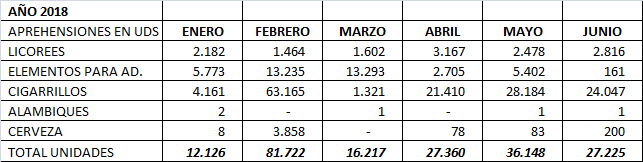 AÑO 2018
APREHENSIONES EN UDS ENERO FEBRERO MARZO ABRIL MAYO JUNIO
LICOREES 2.182 1.464 1.602 3.167 2.478 2.816
ELEMENTOS PARA AD. 5.773 13.235 13.293 2.705 5.402 161
CIGARRILLOS 4.161 63.165 1.321 21.410 28.184 24.047
ALAMBIQUES 2 - 1 - 1 1
CERVEZA 8 3.858 - 78 83 200
TOTAL UNIDADES 12.126 81.722 16.217 27.360 36.148 27.225